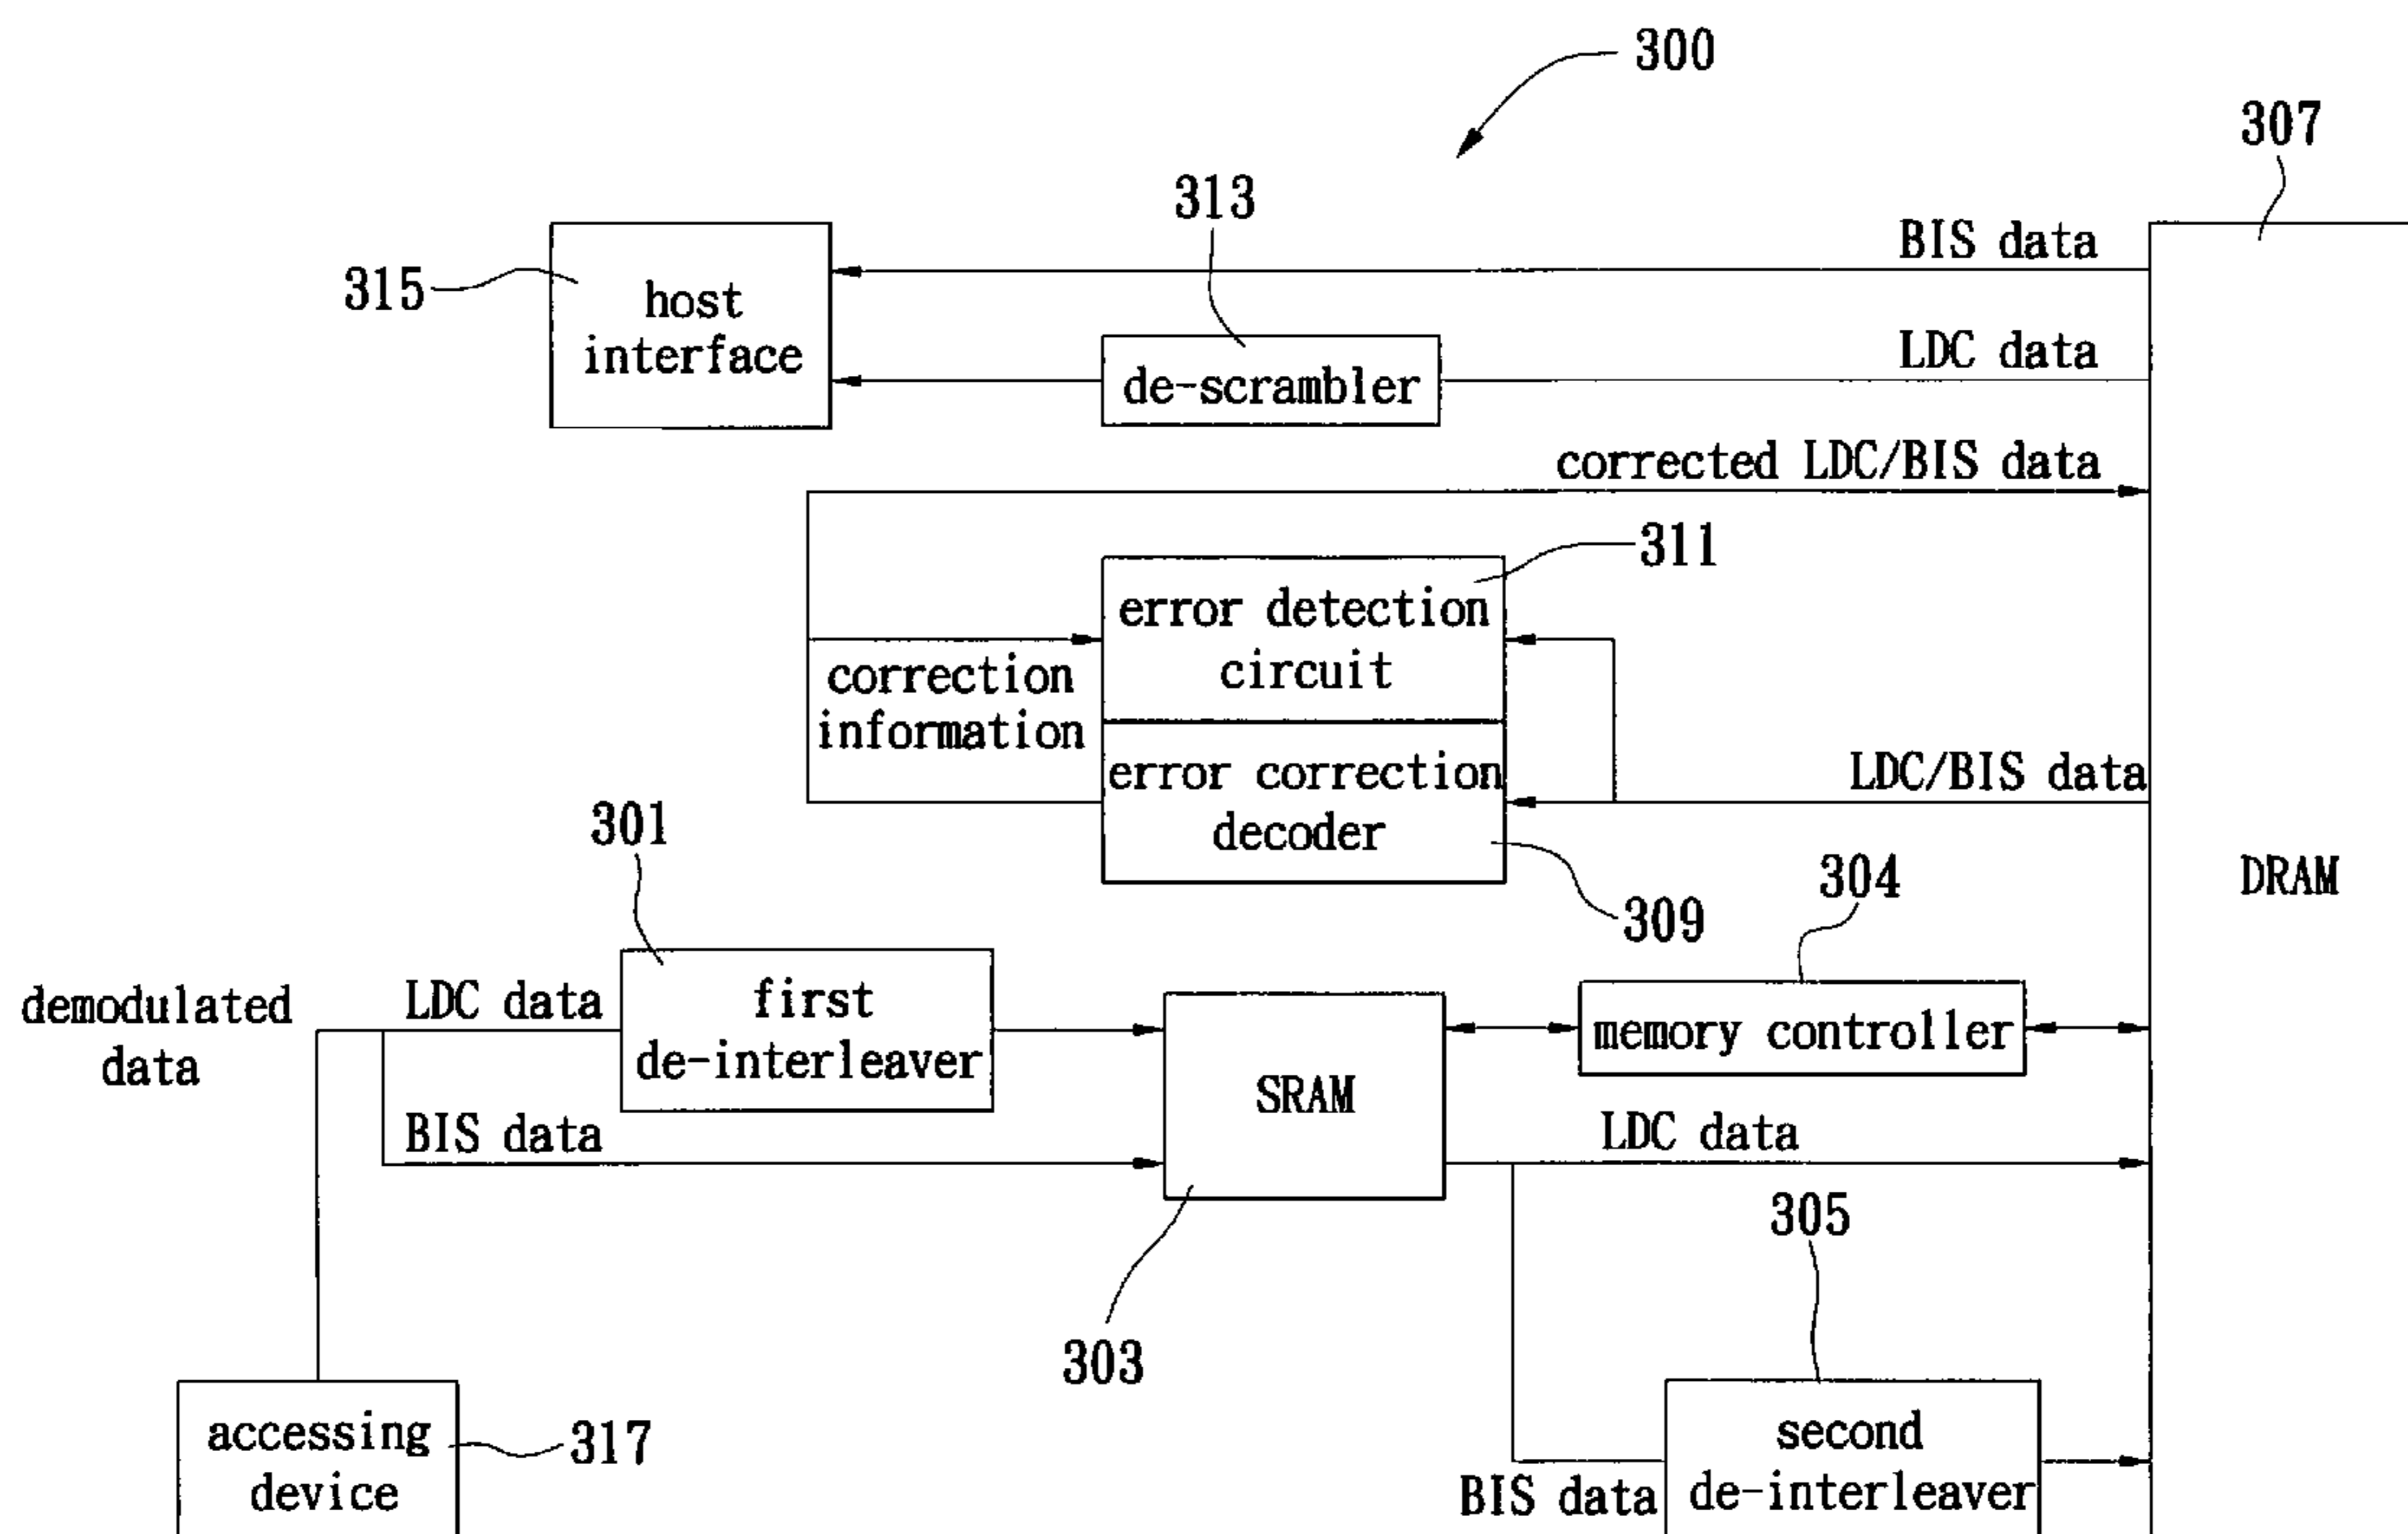 300
307
313
BIS data
315
host
interface
LDC data
de-scrambler
corrected LDC/BIS data
311
error detection
circuit
correction
information
error correction
decoder
LDC/BIS data
301
304
DRAM
309
demodulated
data
LDC data
first
de-interleaver
memory controller
SRAM
BIS data
LDC data
305
303
accessing
device
317
second
de-interleaver
BIS data